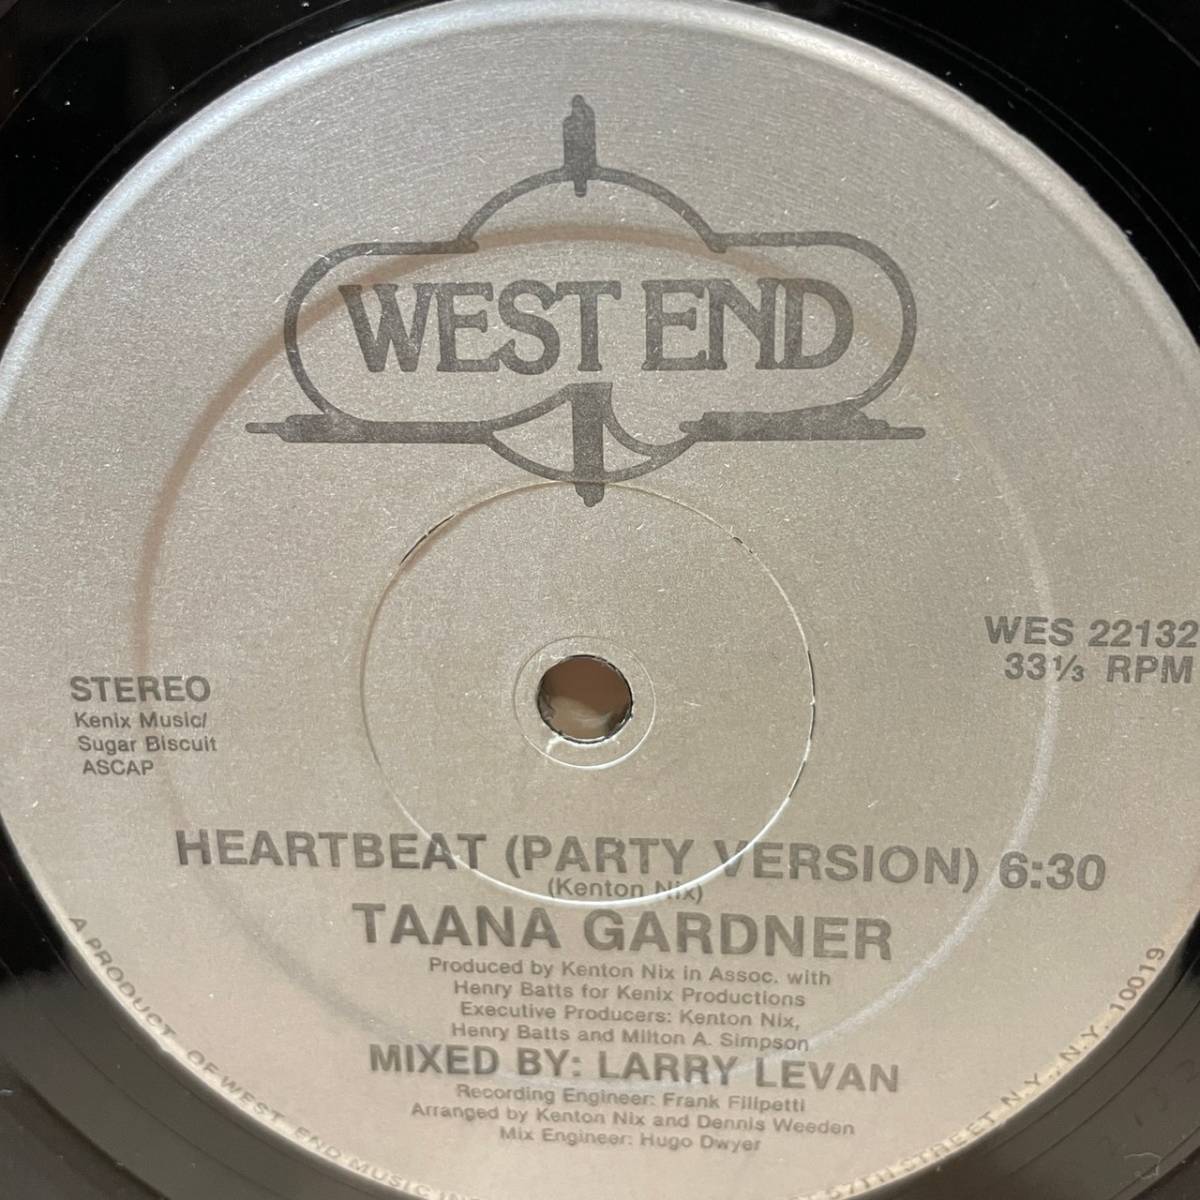 WEST END
WES 22132
33⅓ RPM
STEREO
Kenix Music/
Sugar Biscuit
ASCAP
HEARTBEAT (PARTY VERSION) 6:30
(Kenton Nix)
TAANA GARDNER
Produced by Kenton Nix in Assoc. with
Henry Batts for Kenix Productions
Executive Producers: Kenton Nix,
Henry Batts and Milton A. Simpson
MIXED BY: LARRY LEVAN
Recording Engineer: Frank Filipetti
Arranged by Kenton Nix and Dennis Weeden
Mix Engineer: Hugo Dwyer
A PRODUCT OF WEST END MUSIC 57TH STREET N.Y., N.Y. 10019